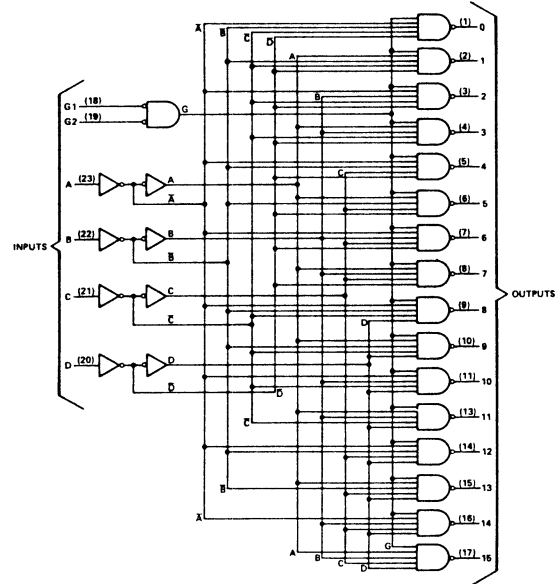 A̅
B̅
C̅
D̅
(1) 0
A
(2) 1
B
(3) 2
G1 (18)
G2 (19)
G
(4) 3
C
(5) 4
A (23)
A
A̅
(6) 5
B (22)
B
B̅
(7) 6
INPUTS
(8) 7
OUTPUTS
C (21)
C
C̅
D
(9) 8
(10) 9
D (20)
D
D̅
D̅
(11) 10
C̅
(13) 11
(14) 12
B̅
(15) 13
A̅
(16) 14
G
A
B
C
D
(17) 15